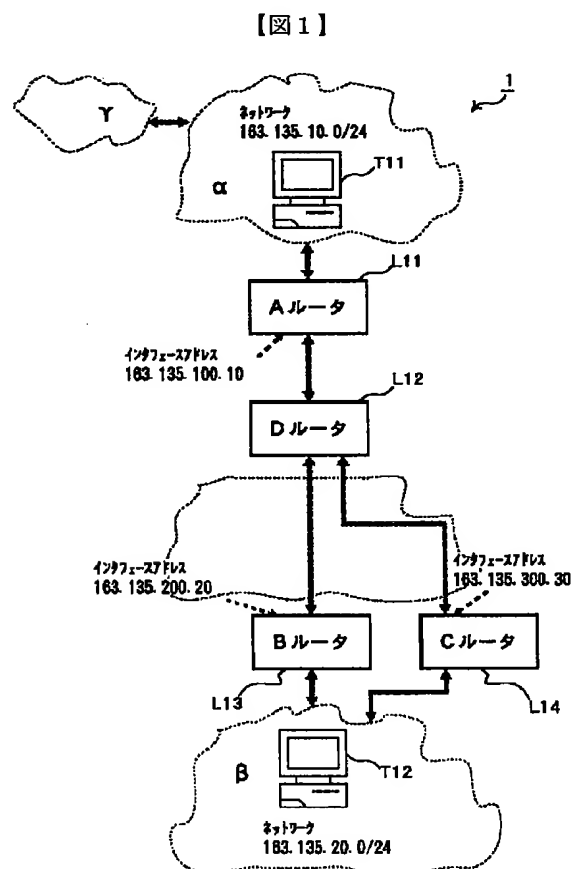 【図1】
1
γ
ネットワーク
163.135.10.0/24
T11
α
L11
Aルータ
インタフェースアドレス
163.135.100.10
L12
Dルータ
インタフェースアドレス
163.135.200.20
インタフェースアドレス
163.135.300.30
Bルータ
Cルータ
L13
L14
β
T12
ネットワーク
163.135.20.0/24